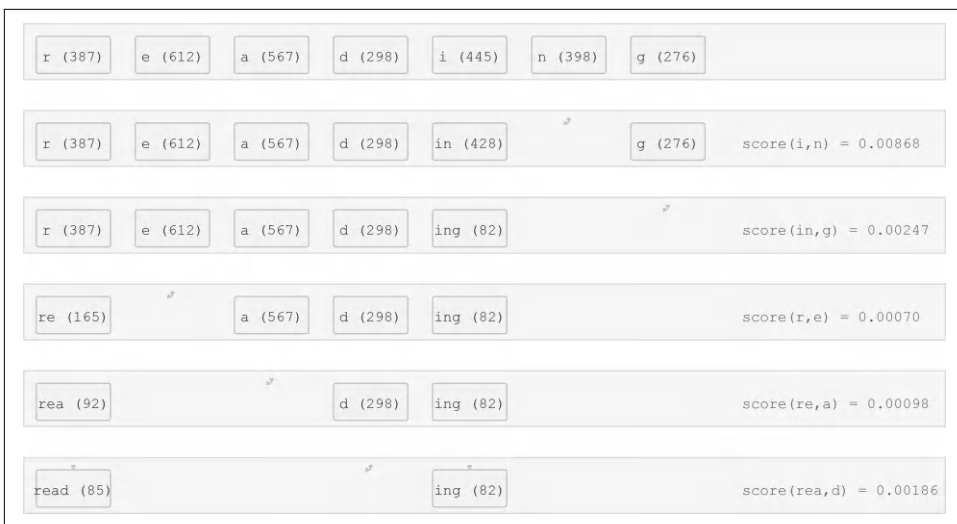 r (387) e (612) a (567) d (298) i (445) n (398) g (276)
r (387) e (612) a (567) d (298) in (428) g (276) score(i,n) = 0.00868
r (387) e (612) a (567) d (298) ing (82) score(in,g) = 0.00247
re (165) a (567) d (298) ing (82) score(r,e) = 0.00070
rea (92) d (298) ing (82) score(re,a) = 0.00098
read (85) ing (82) score(rea,d) = 0.00186